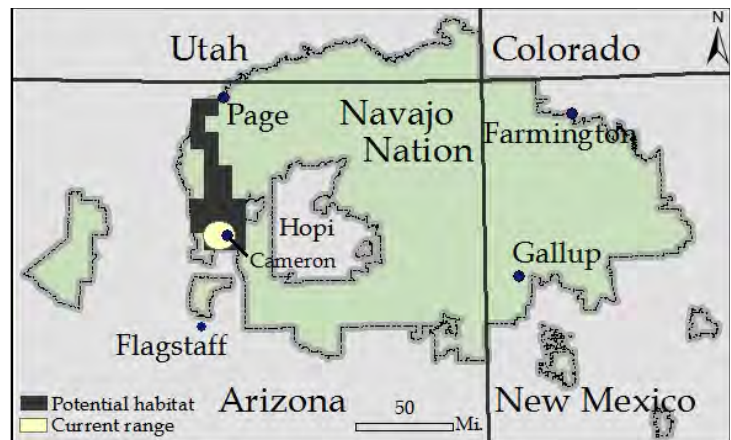 N
Utah
Colorado
Page
Navajo
Nation
Farmington
Hopi
Cameron
Gallup
Flagstaff
Potential habitat
Current range
Arizona
50
Mi.
New Mexico